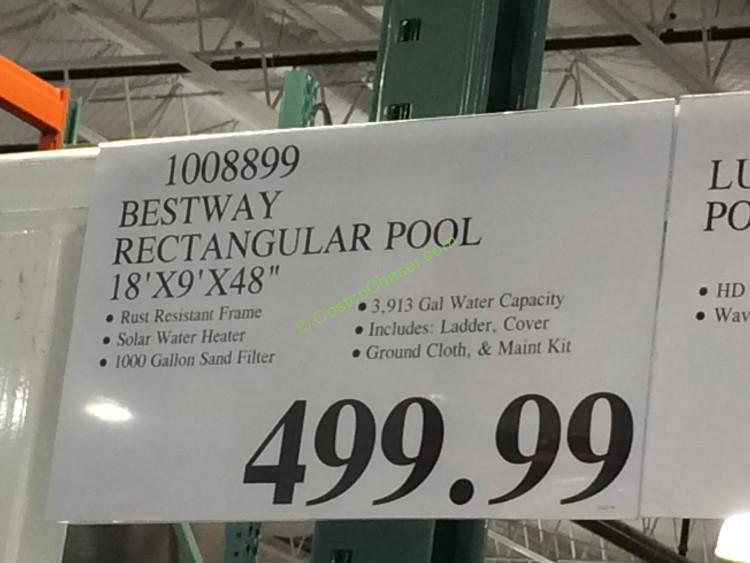 1008899
BESTWAY
RECTANGULAR POOL
18'X9'X48"
• Rust Resistant Frame
• Solar Water Heater
• 1000 Gallon Sand Filter
• 3,913 Gal Water Capacity
• Includes: Ladder, Cover
• Ground Cloth, & Maint Kit
499.99
© CostcoChaser.com
LU
PO
• HD
• Wav